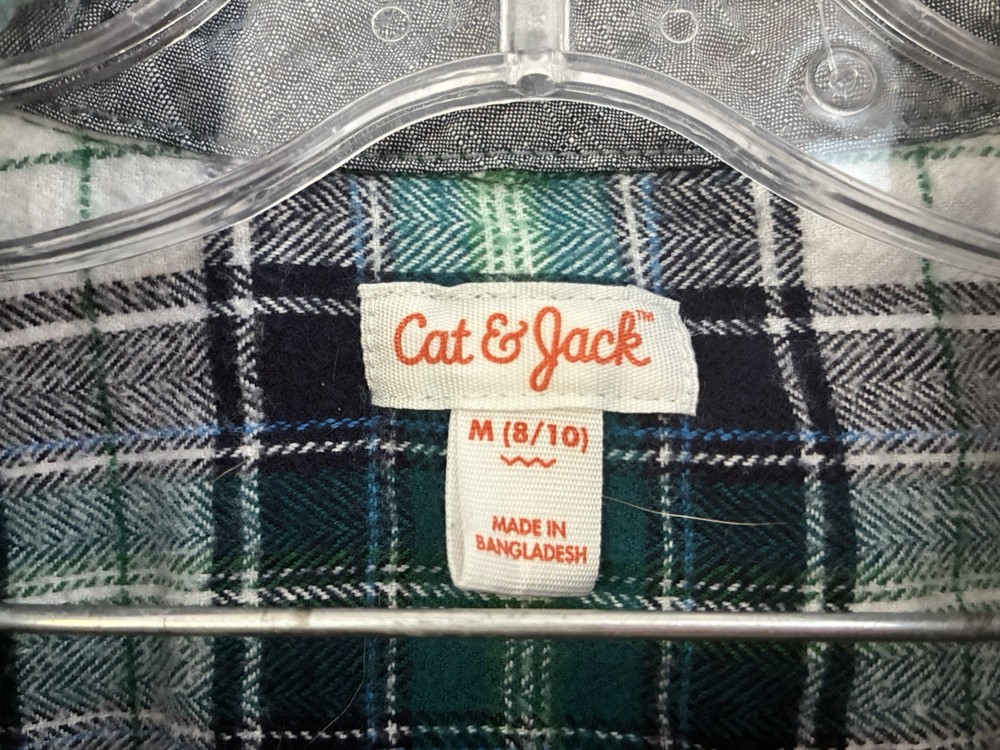 Cat & Jack™
M (8/10)
MADE IN
BANGLADESH